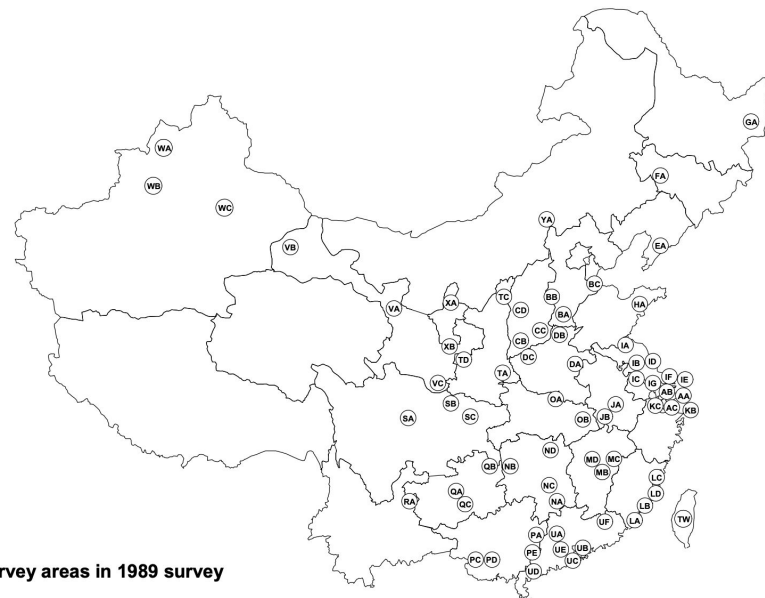 GA
WA
FA
WB
WC
YA
VB
EA
BC
XA
TC
BB
HA
VA
CD
BA
CC
DB
XB
CB
IA
TD
DC
DA
IB
ID
TA
VC
IC
IG
IF
IE
AB
AA
SB
OA
JA
KC
AC
KB
SA
SC
OB
JB
ND
MD
MC
QB
NB
MB
LC
QA
NC
LD
RA
QC
NA
LB
UF
LA
TW
PA
UA
PE
UE
UB
PC
PD
UC
UD
rvey areas in 1989 survey